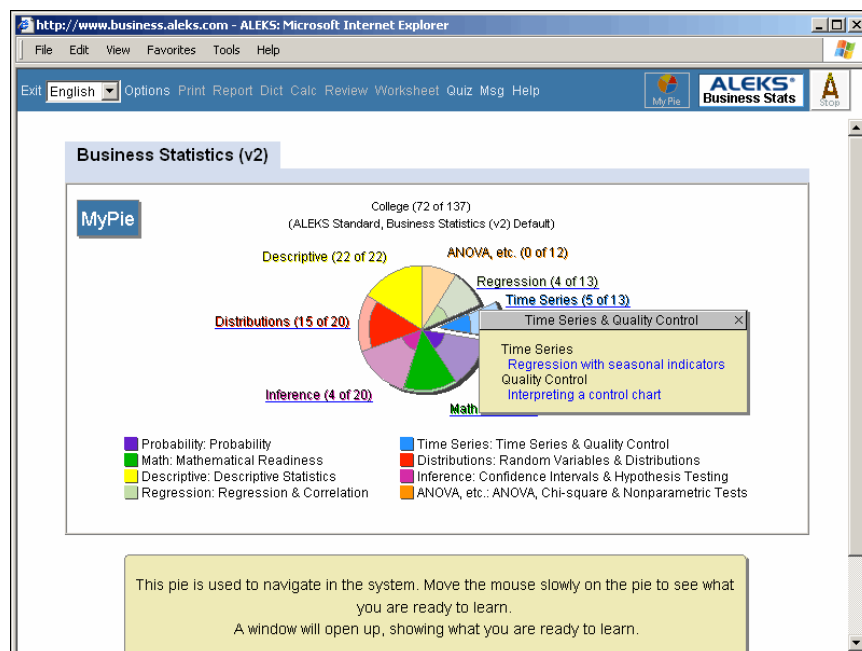 http://www.business.aleks.com - ALEKS: Microsoft Internet Explorer
File Edit View Favorites Tools Help
Exit English Options Print Report Dict Calc Review Worksheet Quiz Msg Help
MyPie
ALEKS®
Business Stats
Stop
Business Statistics (v2)
MyPie
College (72 of 137)
(ALEKS Standard, Business Statistics (v2) Default)
Descriptive (22 of 22)
ANOVA, etc. (0 of 12)
Regression (4 of 13)
Time Series (5 of 13)
Distributions (15 of 20)
Time Series & Quality Control
Time Series
Regression with seasonal indicators
Quality Control
Interpreting a control chart
Inference (4 of 20)
Math
Probability: Probability
Math: Mathematical Readiness
Descriptive: Descriptive Statistics
Regression: Regression & Correlation
Time Series: Time Series & Quality Control
Distributions: Random Variables & Distributions
Inference: Confidence Intervals & Hypothesis Testing
ANOVA, etc.: ANOVA, Chi-square & Nonparametric Tests
This pie is used to navigate in the system. Move the mouse slowly on the pie to see what
you are ready to learn.
A window will open up, showing what you are ready to learn.